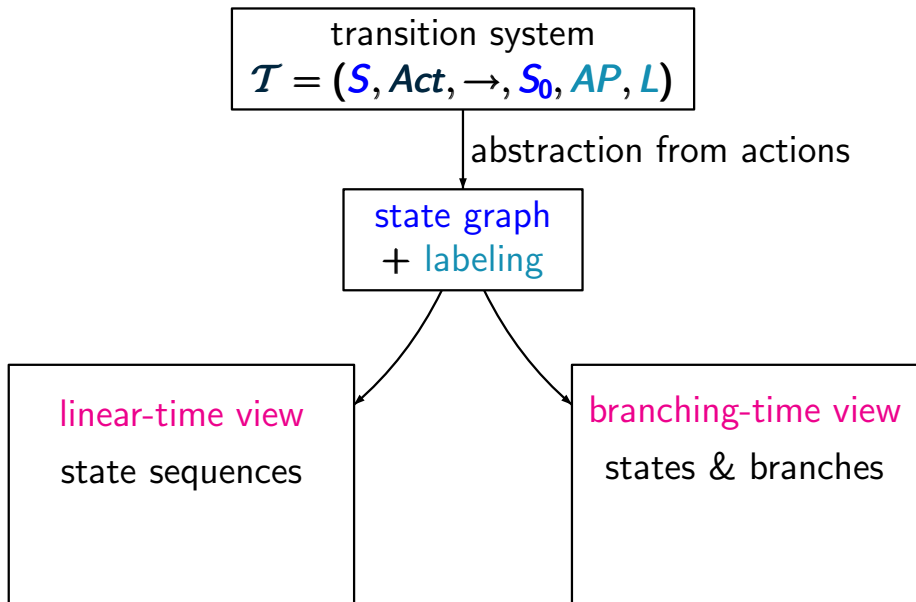 transition system
𝒯 = (S, Act, →, S₀, AP, L)
abstraction from actions
state graph
+ labeling
linear-time view
state sequences
branching-time view
states & branches